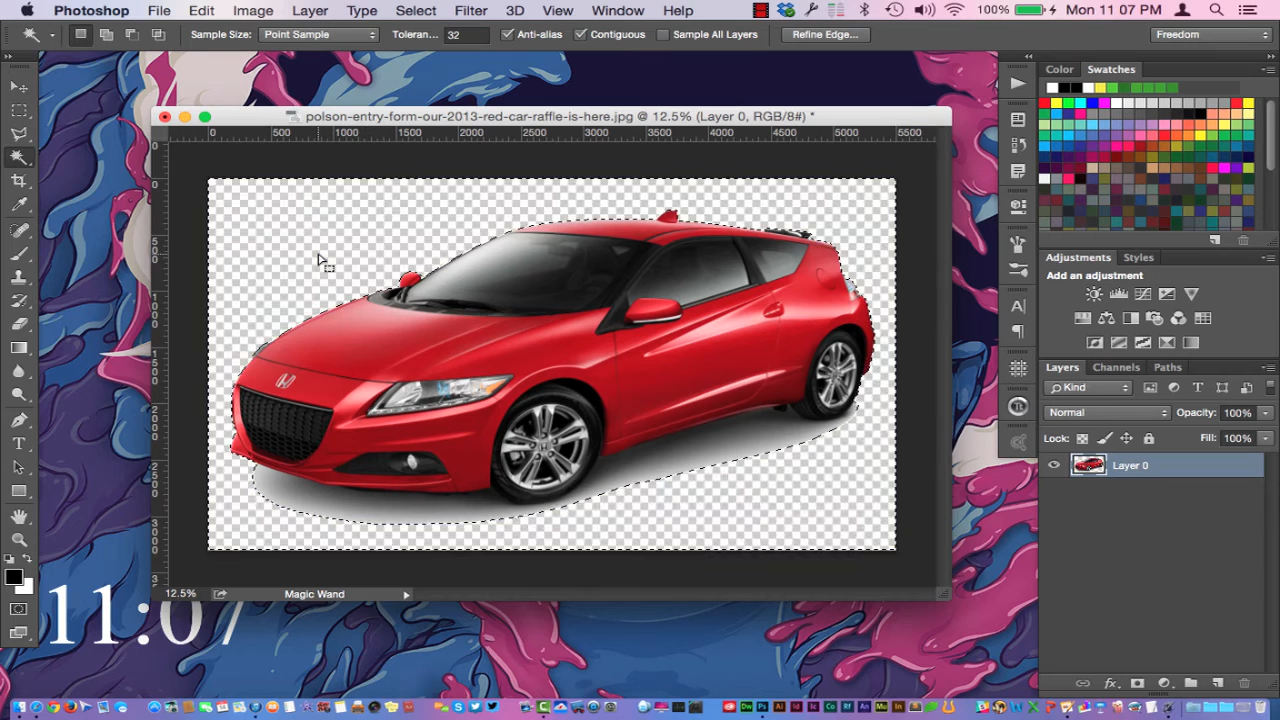 Photoshop File Edit Image Layer Type Select Filter 3D View Window Help 100% Mon 11:07 PM
Sample Size: Point Sample Toleran... 32 Anti-alias Contiguous Sample All Layers Refine Edge... Freedom
Color Swatches
polson-entry-form-our-2013-red-car-raffle-is-here.jpg @ 12.5% (Layer 0, RGB/8#) *
0 500 1000 1500 2000 2500 3000 3500 4000 4500 5000 5500
Adjustments Styles
Add an adjustment
Layers Channels Paths
Kind
Normal Opacity: 100%
Lock: Fill: 100%
Layer 0
12.5% Magic Wand
11:07
fx